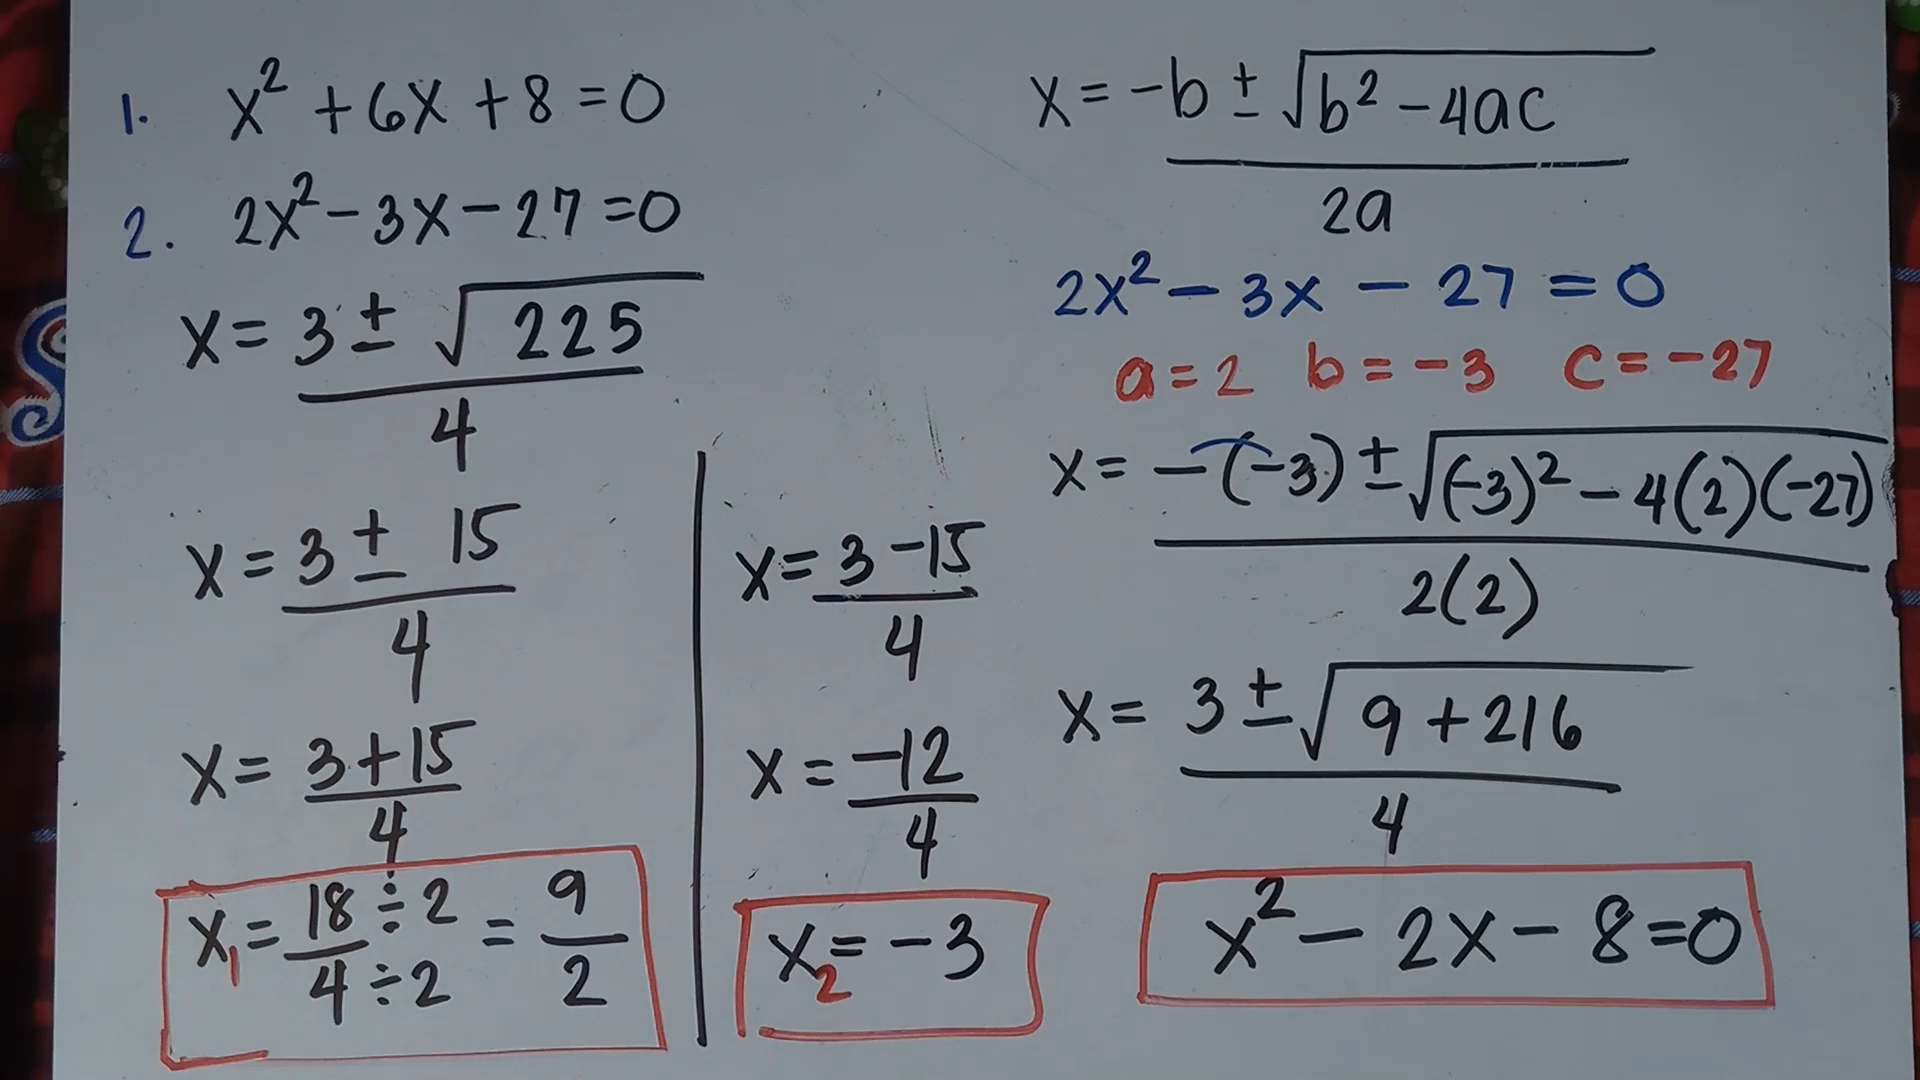 1. x² + 6x + 8 = 0
2. 2x² - 3x - 27 = 0
x = 3 ± √225
4
x = 3 ± 15
4
x = 3 + 15
4
x₁ = 18 ÷ 2 = 9
4 ÷ 2 2
x = 3 - 15
4
x = -12
4
x₂ = -3
x = -b ± √b² - 4ac
2a
2x² - 3x - 27 = 0
a = 2 b = -3 c = -27
x = -(-3) ± √(-3)² - 4(2)(-27)
2(2)
x = 3 ± √9 + 216
4
x² - 2x - 8 = 0